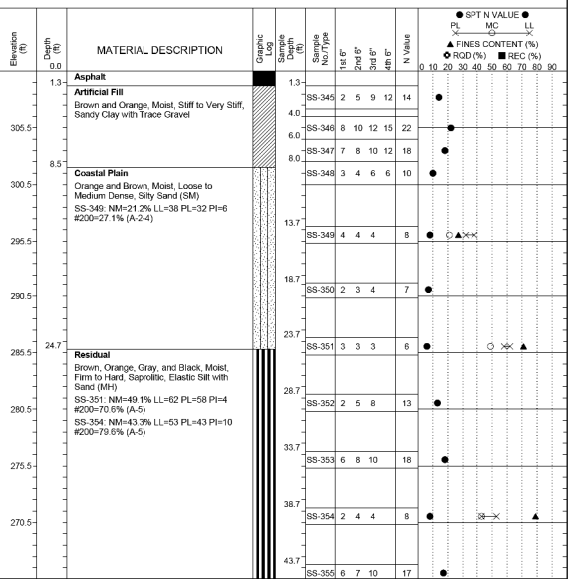 ● SPT N VALUE ●
PL MC LL
▲ FINES CONTENT (%)
RQD (%) ■ REC (%)
Elevation (ft)
Depth (ft)
0.0
MATERIAL DESCRIPTION
Graphic Log
Sample Depth (ft)
Sample No./Type
1st 6"
2nd 6"
3rd 6"
4th 6"
N Value
0 10 20 30 40 50 60 70 80 90
Asphalt
1.3 1.3
Artificial Fill
Brown and Orange, Moist, Stiff to Very Stiff,
Sandy Clay with Trace Gravel
SS-345 2 5 9 12 14
4.0
305.5 SS-346 8 10 12 15 22
6.0
SS-347 7 8 10 12 18
8.0
8.5
Coastal Plain
SS-348 3 4 6 6 10
300.5
Orange and Brown, Moist, Loose to
Medium Dense, Silty Sand (SM)
SS-349: NM=21.2% LL=38 PL=32 PI=6
#200=27.1% (A-2-4)
13.7
295.5 SS-349 4 4 4 8
18.7
SS-350 2 3 4 7
290.5
23.7
24.7
SS-351 3 3 3 6
285.5
Residual
Brown, Orange, Gray, and Black, Moist,
Firm to Hard, Saprolitic, Elastic Silt with
Sand (MH)
SS-351: NM=49.1% LL=62 PL=58 PI=4
#200=70.6% (A-5)
28.7
SS-352 2 5 8 13
280.5
SS-354: NM=43.3% LL=53 PL=43 PI=10
#200=79.6% (A-5)
33.7
SS-353 6 8 10 18
275.5
38.7
SS-354 2 4 4 8
270.5
43.7
SS-355 6 7 10 17